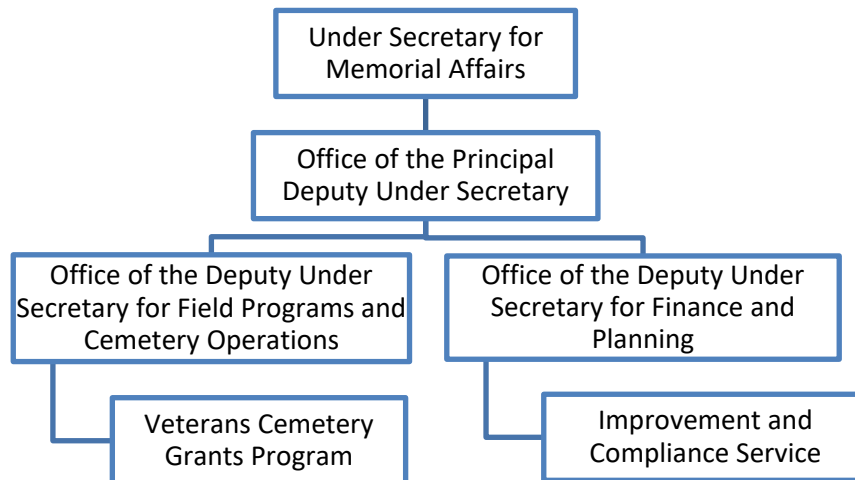 Under Secretary for
Memorial Affairs
Office of the Principal
Deputy Under Secretary
Office of the Deputy Under
Secretary for Field Programs and
Cemetery Operations
Office of the Deputy Under
Secretary for Finance and
Planning
Veterans Cemetery
Grants Program
Improvement and
Compliance Service